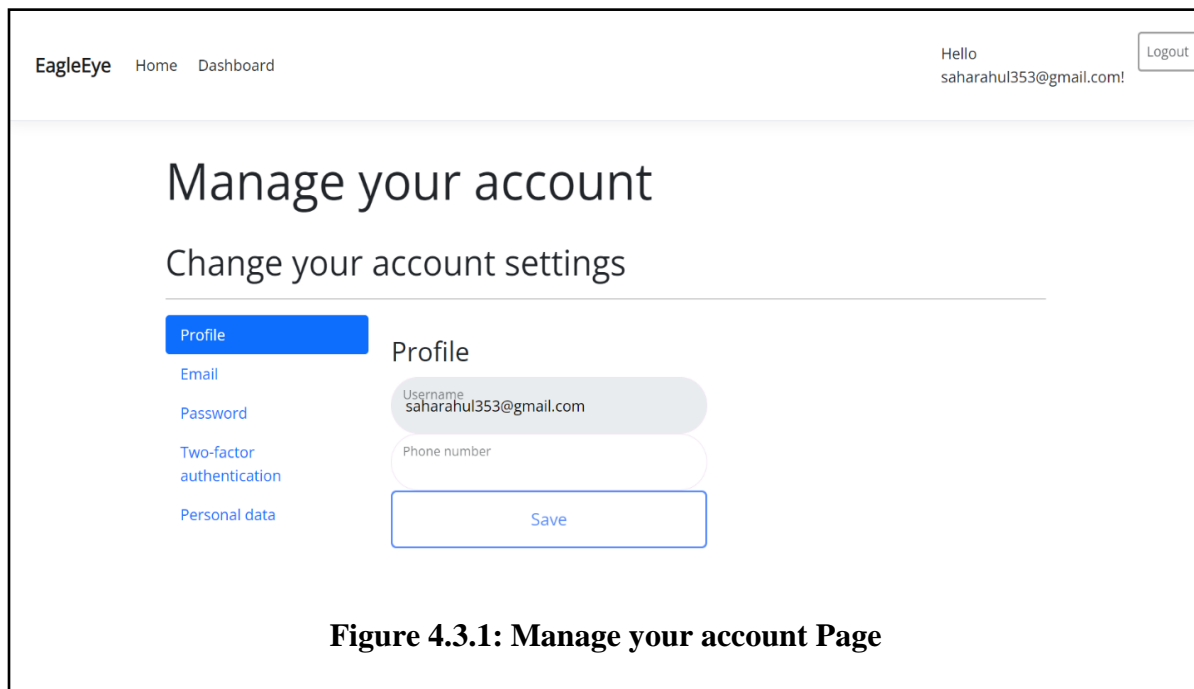 EagleEye Home Dashboard
Hello
saharahul353@gmail.com!
Logout
Manage your account
Change your account settings
Profile
Email
Password
Two-factor
authentication
Personal data
Profile
Username
saharahul353@gmail.com
Phone number
Save
Figure 4.3.1: Manage your account Page